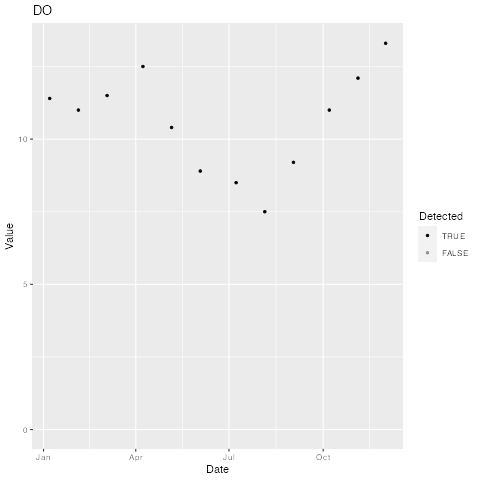 DO
Value
10
5
0
Jan Apr Jul Oct
Date
Detected
TRUE
FALSE